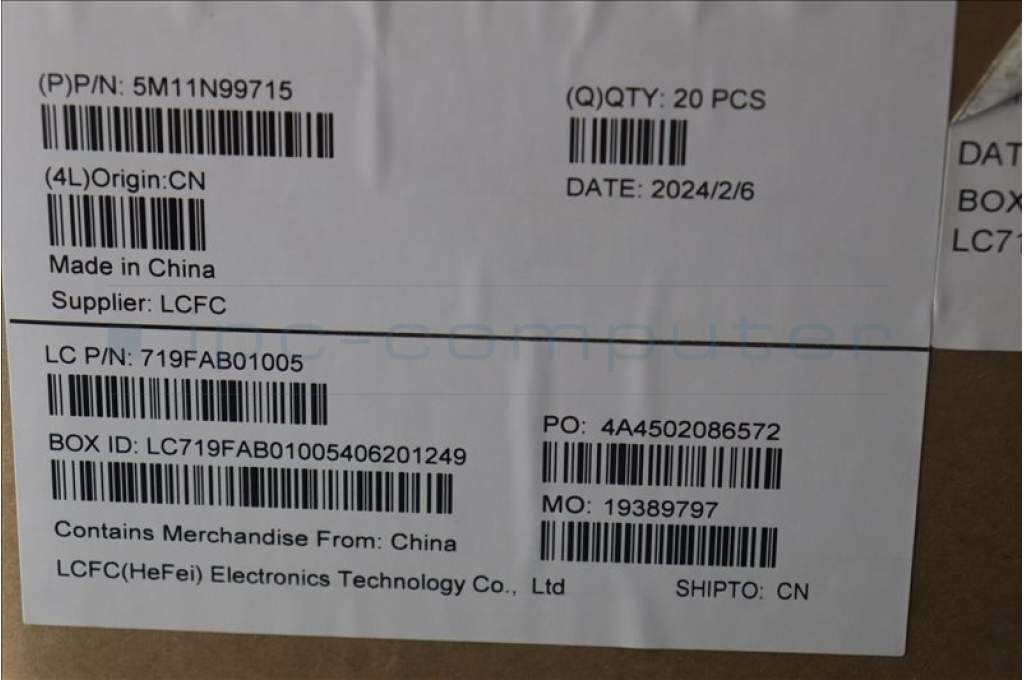 (P)P/N: 5M11N99715
(Q)QTY: 20 PCS
(4L)Origin:CN
DATE: 2024/2/6
Made in China
Supplier: LCFC
inc-computer
LC P/N: 719FAB01005
PO: 4A4502086572
BOX ID: LC719FAB01005406201249
MO: 19389797
Contains Merchandise From: China
LCFC(HeFei) Electronics Technology Co., Ltd
SHIPTO: CN
DAT
BOX
LC71